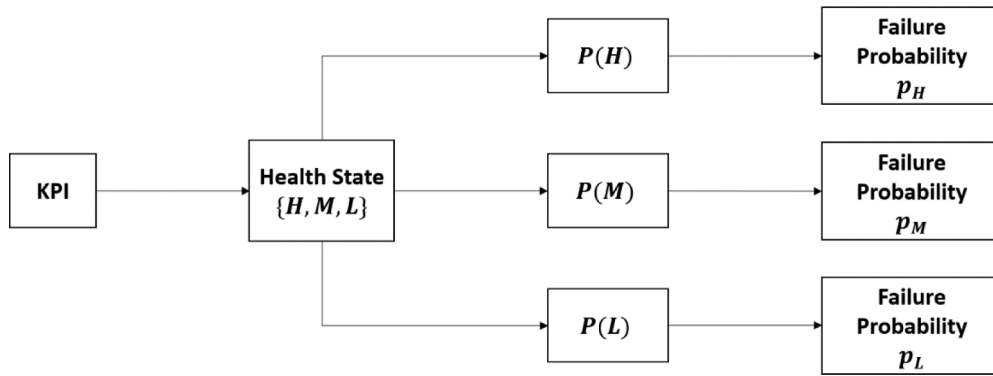 KPI
Health State
{H, M, L}
P(H)
Failure
Probability
p_H
P(M)
Failure
Probability
p_M
P(L)
Failure
Probability
p_L